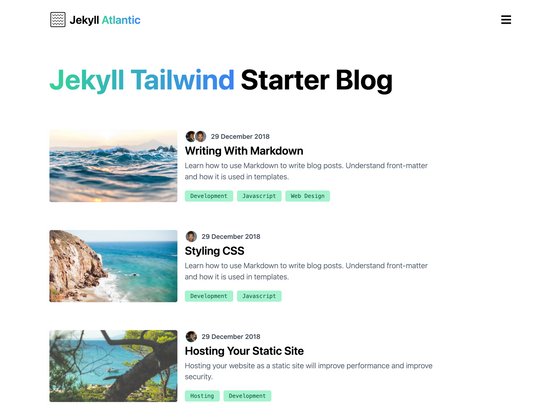 Jekyll Atlantic
Jekyll Tailwind Starter Blog
29 December 2018
Writing With Markdown
Learn how to use Markdown to write blog posts. Understand front-matter
and how it is used in templates.
Development Javascript Web Design
29 December 2018
Styling CSS
Learn how to use Markdown to write blog posts. Understand front-matter
and how it is used in templates.
Development Javascript
29 December 2018
Hosting Your Static Site
Hosting your website as a static site will improve performance and improve
security.
Hosting Development